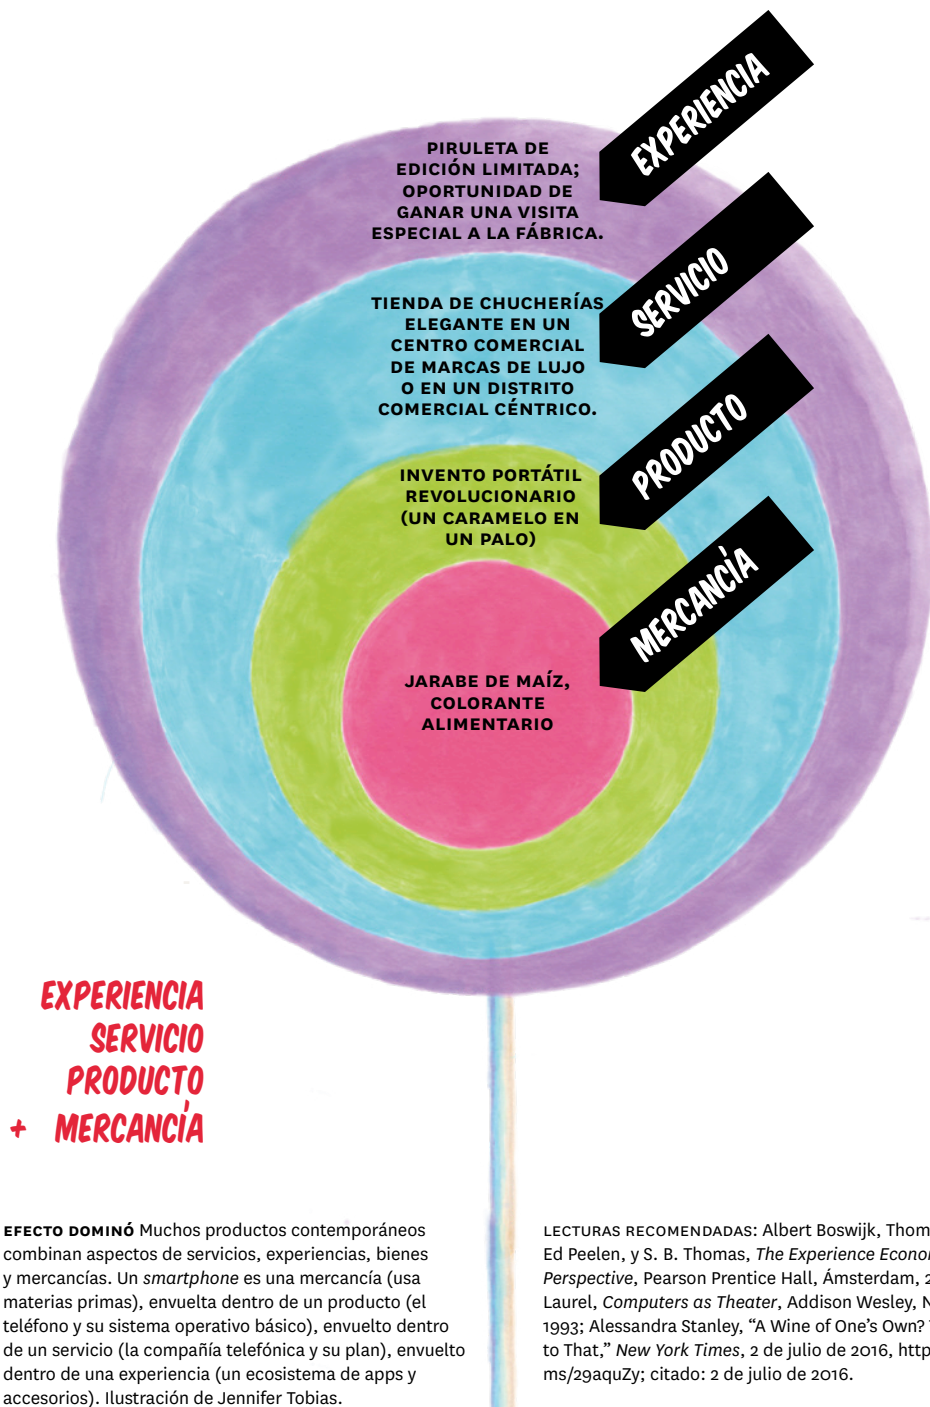 EXPERIENCIA
PIRULETA DE
EDICIÓN LIMITADA;
OPORTUNIDAD DE
GANAR UNA VISITA
ESPECIAL A LA FÁBRICA.
SERVICIO
TIENDA DE CHUCHERÍAS
ELEGANTE EN UN
CENTRO COMERCIAL
DE MARCAS DE LUJO
O EN UN DISTRITO
COMERCIAL CÉNTRICO.
PRODUCTO
INVENTO PORTÁTIL
REVOLUCIONARIO
(UN CARAMELO EN
UN PALO)
MERCANCÍA
JARABE DE MAÍZ,
COLORANTE
ALIMENTARIO
EXPERIENCIA
SERVICIO
PRODUCTO
+ MERCANCÍA
EFECTO DOMINÓ Muchos productos contemporáneos
combinan aspectos de servicios, experiencias, bienes
y mercancías. Un smartphone es una mercancía (usa
materias primas), envuelta dentro de un producto (el
teléfono y su sistema operativo básico), envuelto dentro
de un servicio (la compañía telefónica y su plan), envuelto
dentro de una experiencia (un ecosistema de apps y
accesorios). Ilustración de Jennifer Tobias.
LECTURAS RECOMENDADAS: Albert Boswijk, Thom
Ed Peelen, y S. B. Thomas, The Experience Econo
Perspective, Pearson Prentice Hall, Ámsterdam, 2
Laurel, Computers as Theater, Addison Wesley, N
1993; Alessandra Stanley, “A Wine of One’s Own?
to That,” New York Times, 2 de julio de 2016, http
ms/29aquZy; citado: 2 de julio de 2016.